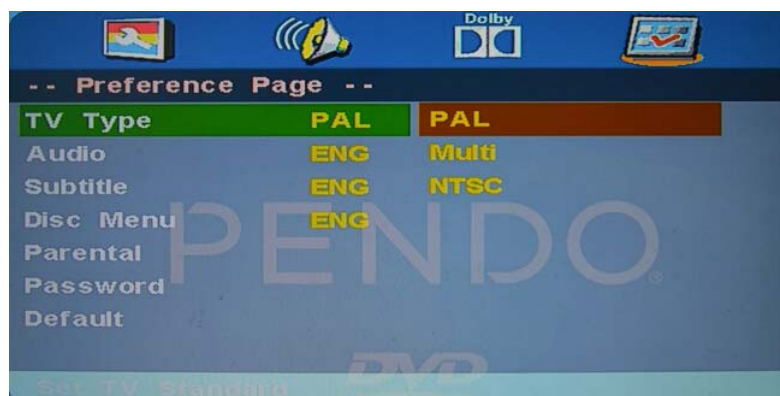 Dolby
-- Preference Page --
TV Type PAL PAL
Audio ENG Multi
Subtitle ENG NTSC
Disc Menu ENG
Parental
Password
Default
PENDO
DVD
Set TV Standard